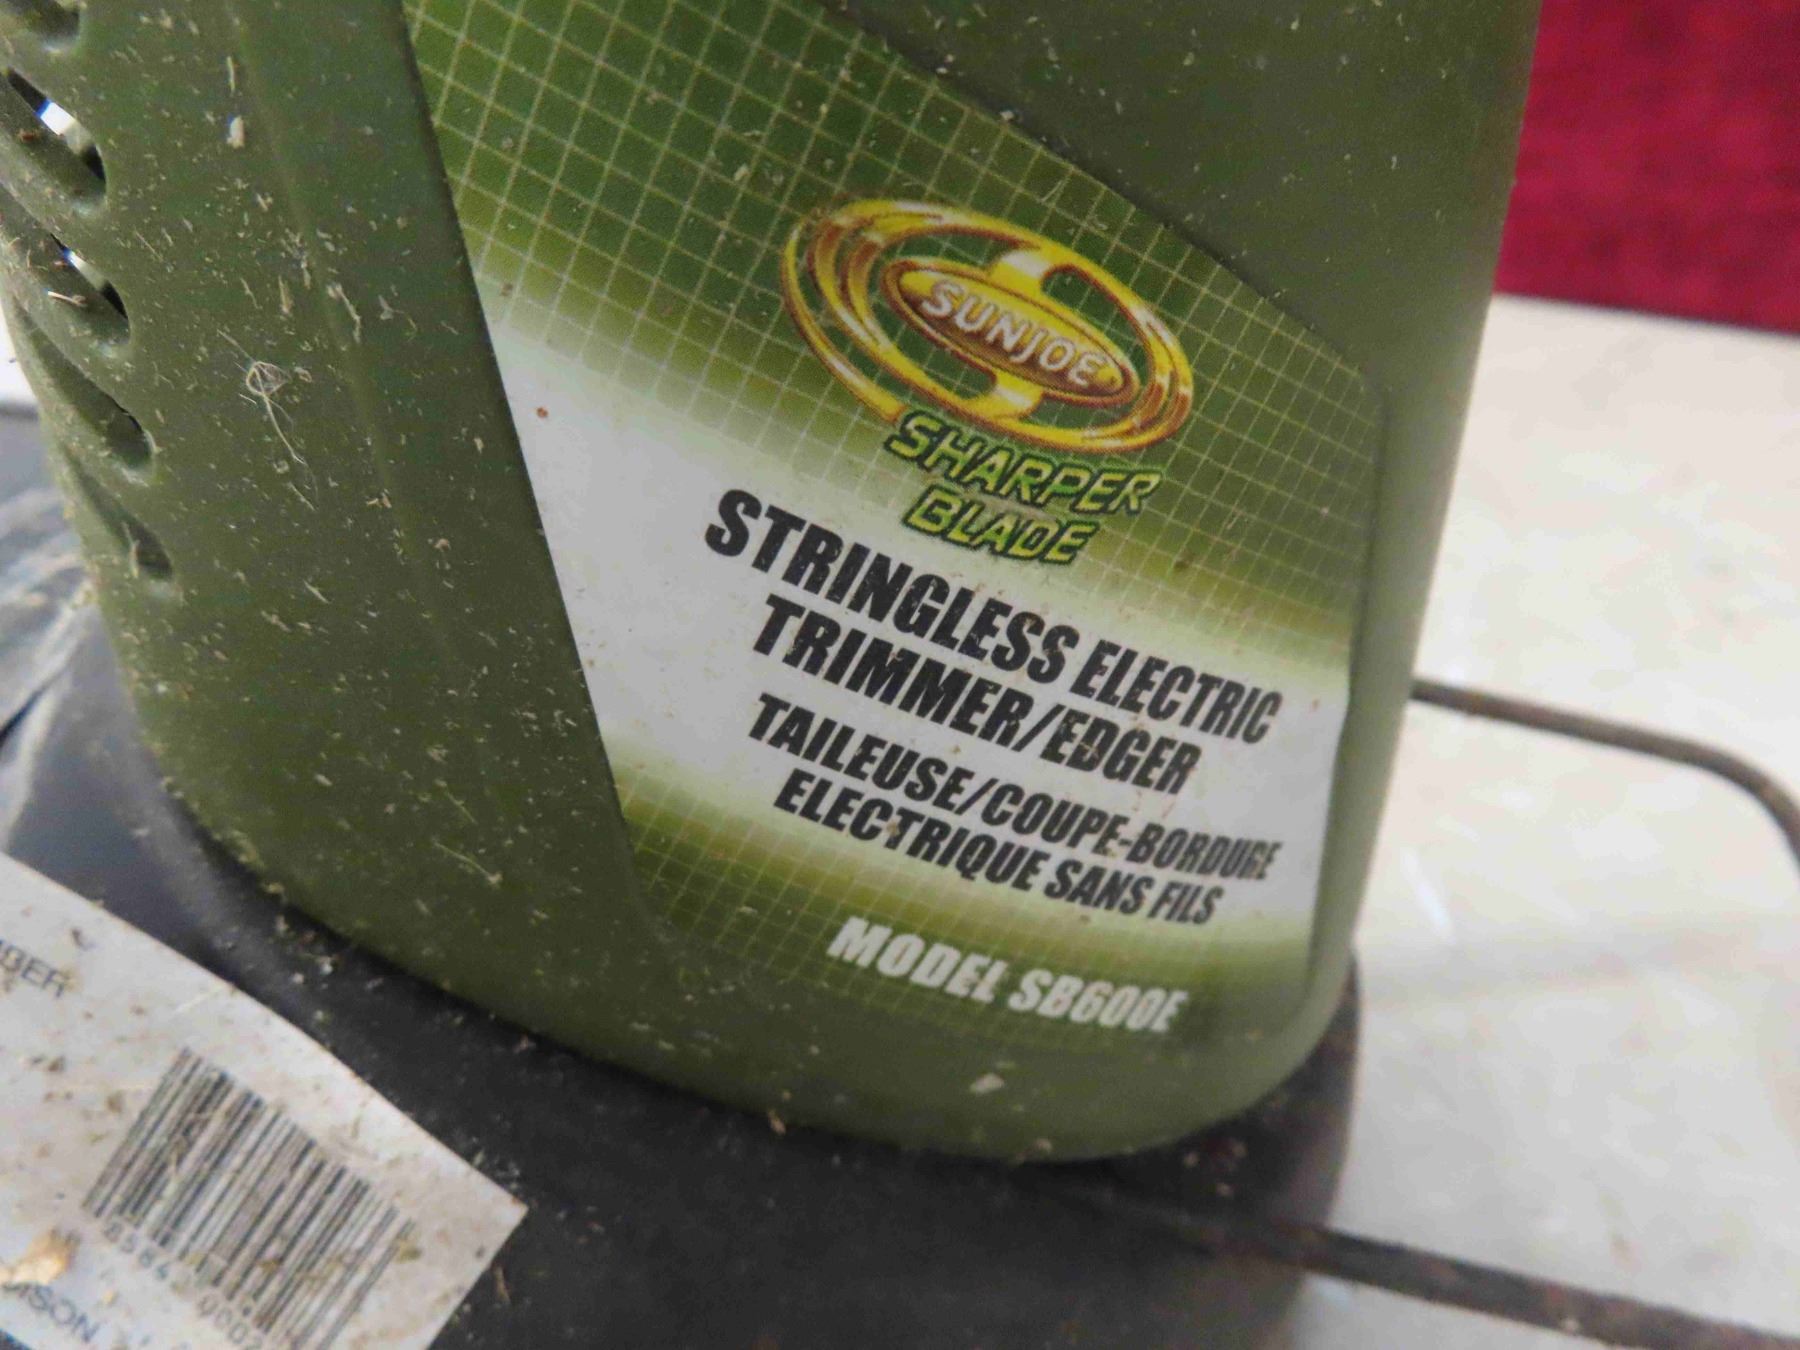 SUNJOE
SHARPER
BLADE
STRINGLESS ELECTRIC
TRIMMER/EDGER
TAILEUSE/COUPE-BORDURE
ELECTRIQUE SANS FILS
MODEL SB600E